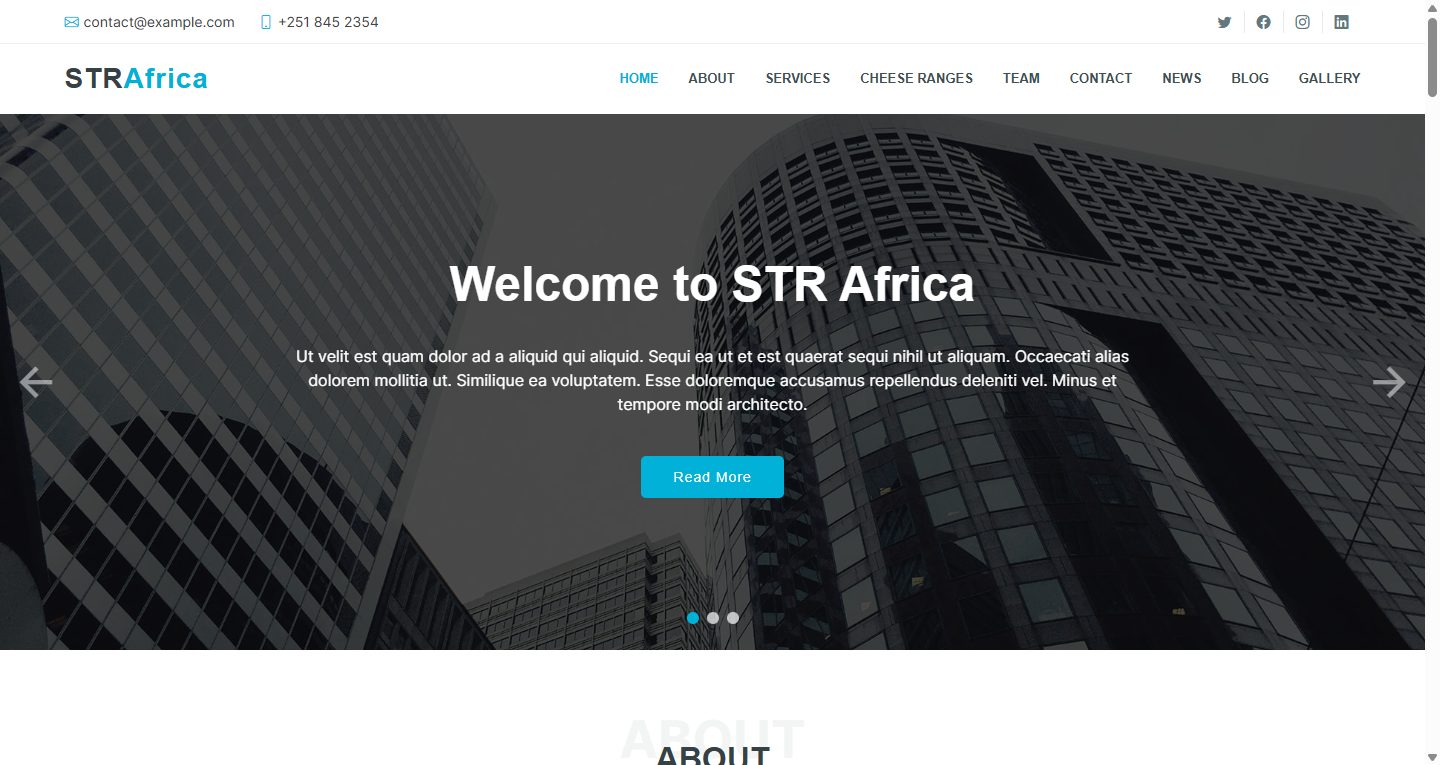 contact@example.com +251 845 2354
STRAfrica HOME ABOUT SERVICES CHEESE RANGES TEAM CONTACT NEWS BLOG GALLERY
Welcome to STR Africa
Ut velit est quam dolor ad a aliquid qui aliquid. Sequi ea ut et est quaerat sequi nihil ut aliquam. Occaecati alias
dolorem mollitia ut. Similique ea voluptatem. Esse doloremque accusamus repellendus deleniti vel. Minus et
tempore modi architecto.
Read More
ABOUT
ABOUT